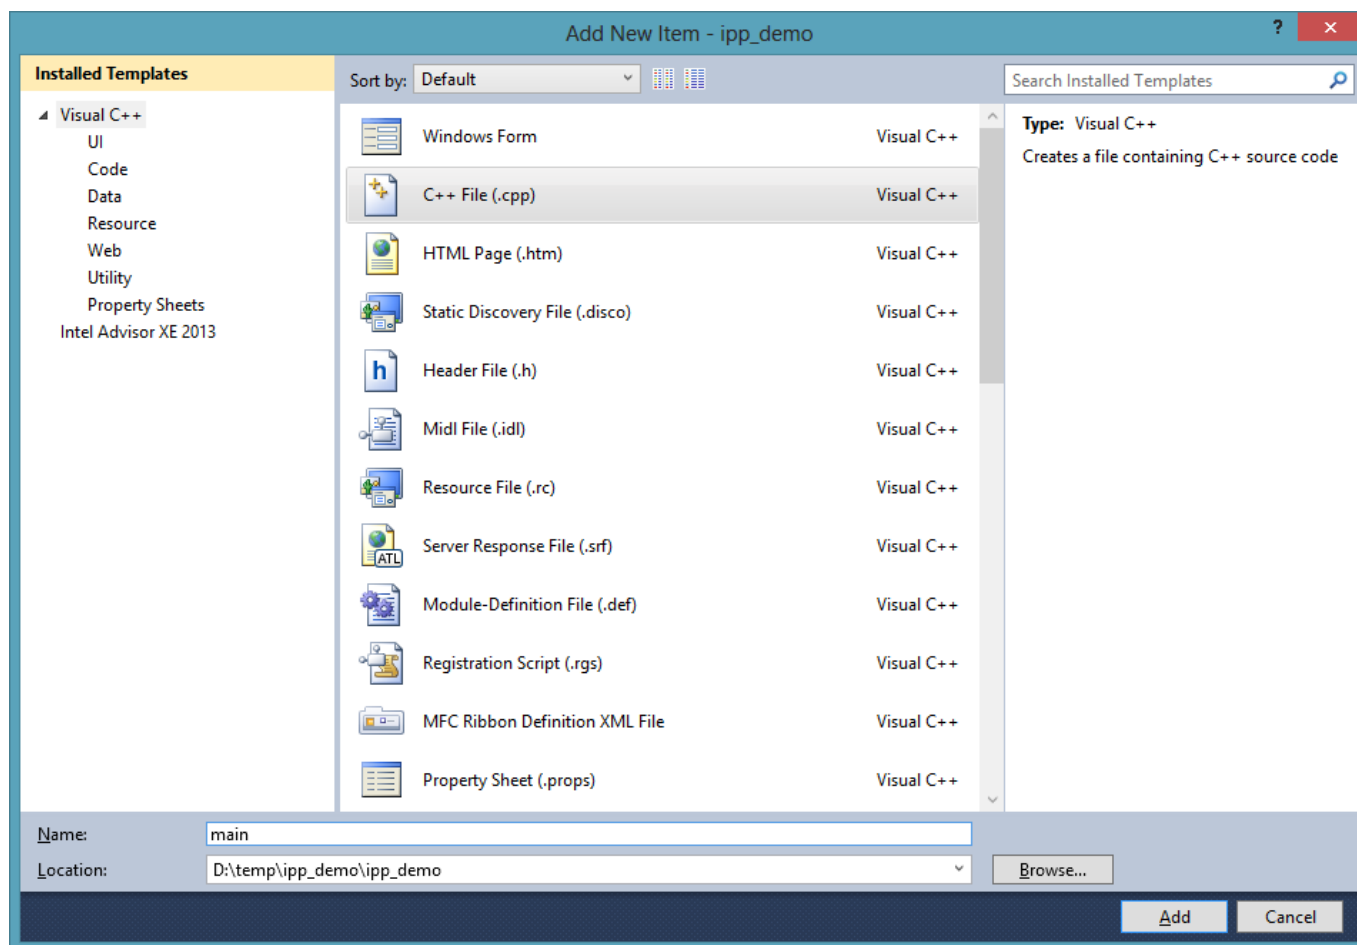 Add New Item - ipp_demo
?
Installed Templates
Sort by: Default
Search Installed Templates
Visual C++
UI
Code
Data
Resource
Web
Utility
Property Sheets
Intel Advisor XE 2013
Windows Form Visual C++
C++ File (.cpp) Visual C++
HTML Page (.htm) Visual C++
Static Discovery File (.disco) Visual C++
h Header File (.h) Visual C++
Midl File (.idl) Visual C++
Resource File (.rc) Visual C++
ATL Server Response File (.srf) Visual C++
Module-Definition File (.def) Visual C++
Registration Script (.rgs) Visual C++
MFC Ribbon Definition XML File Visual C++
Property Sheet (.props) Visual C++
Type: Visual C++
Creates a file containing C++ source code
Name: main
Location: D:\temp\ipp_demo\ipp_demo
Browse...
Add Cancel